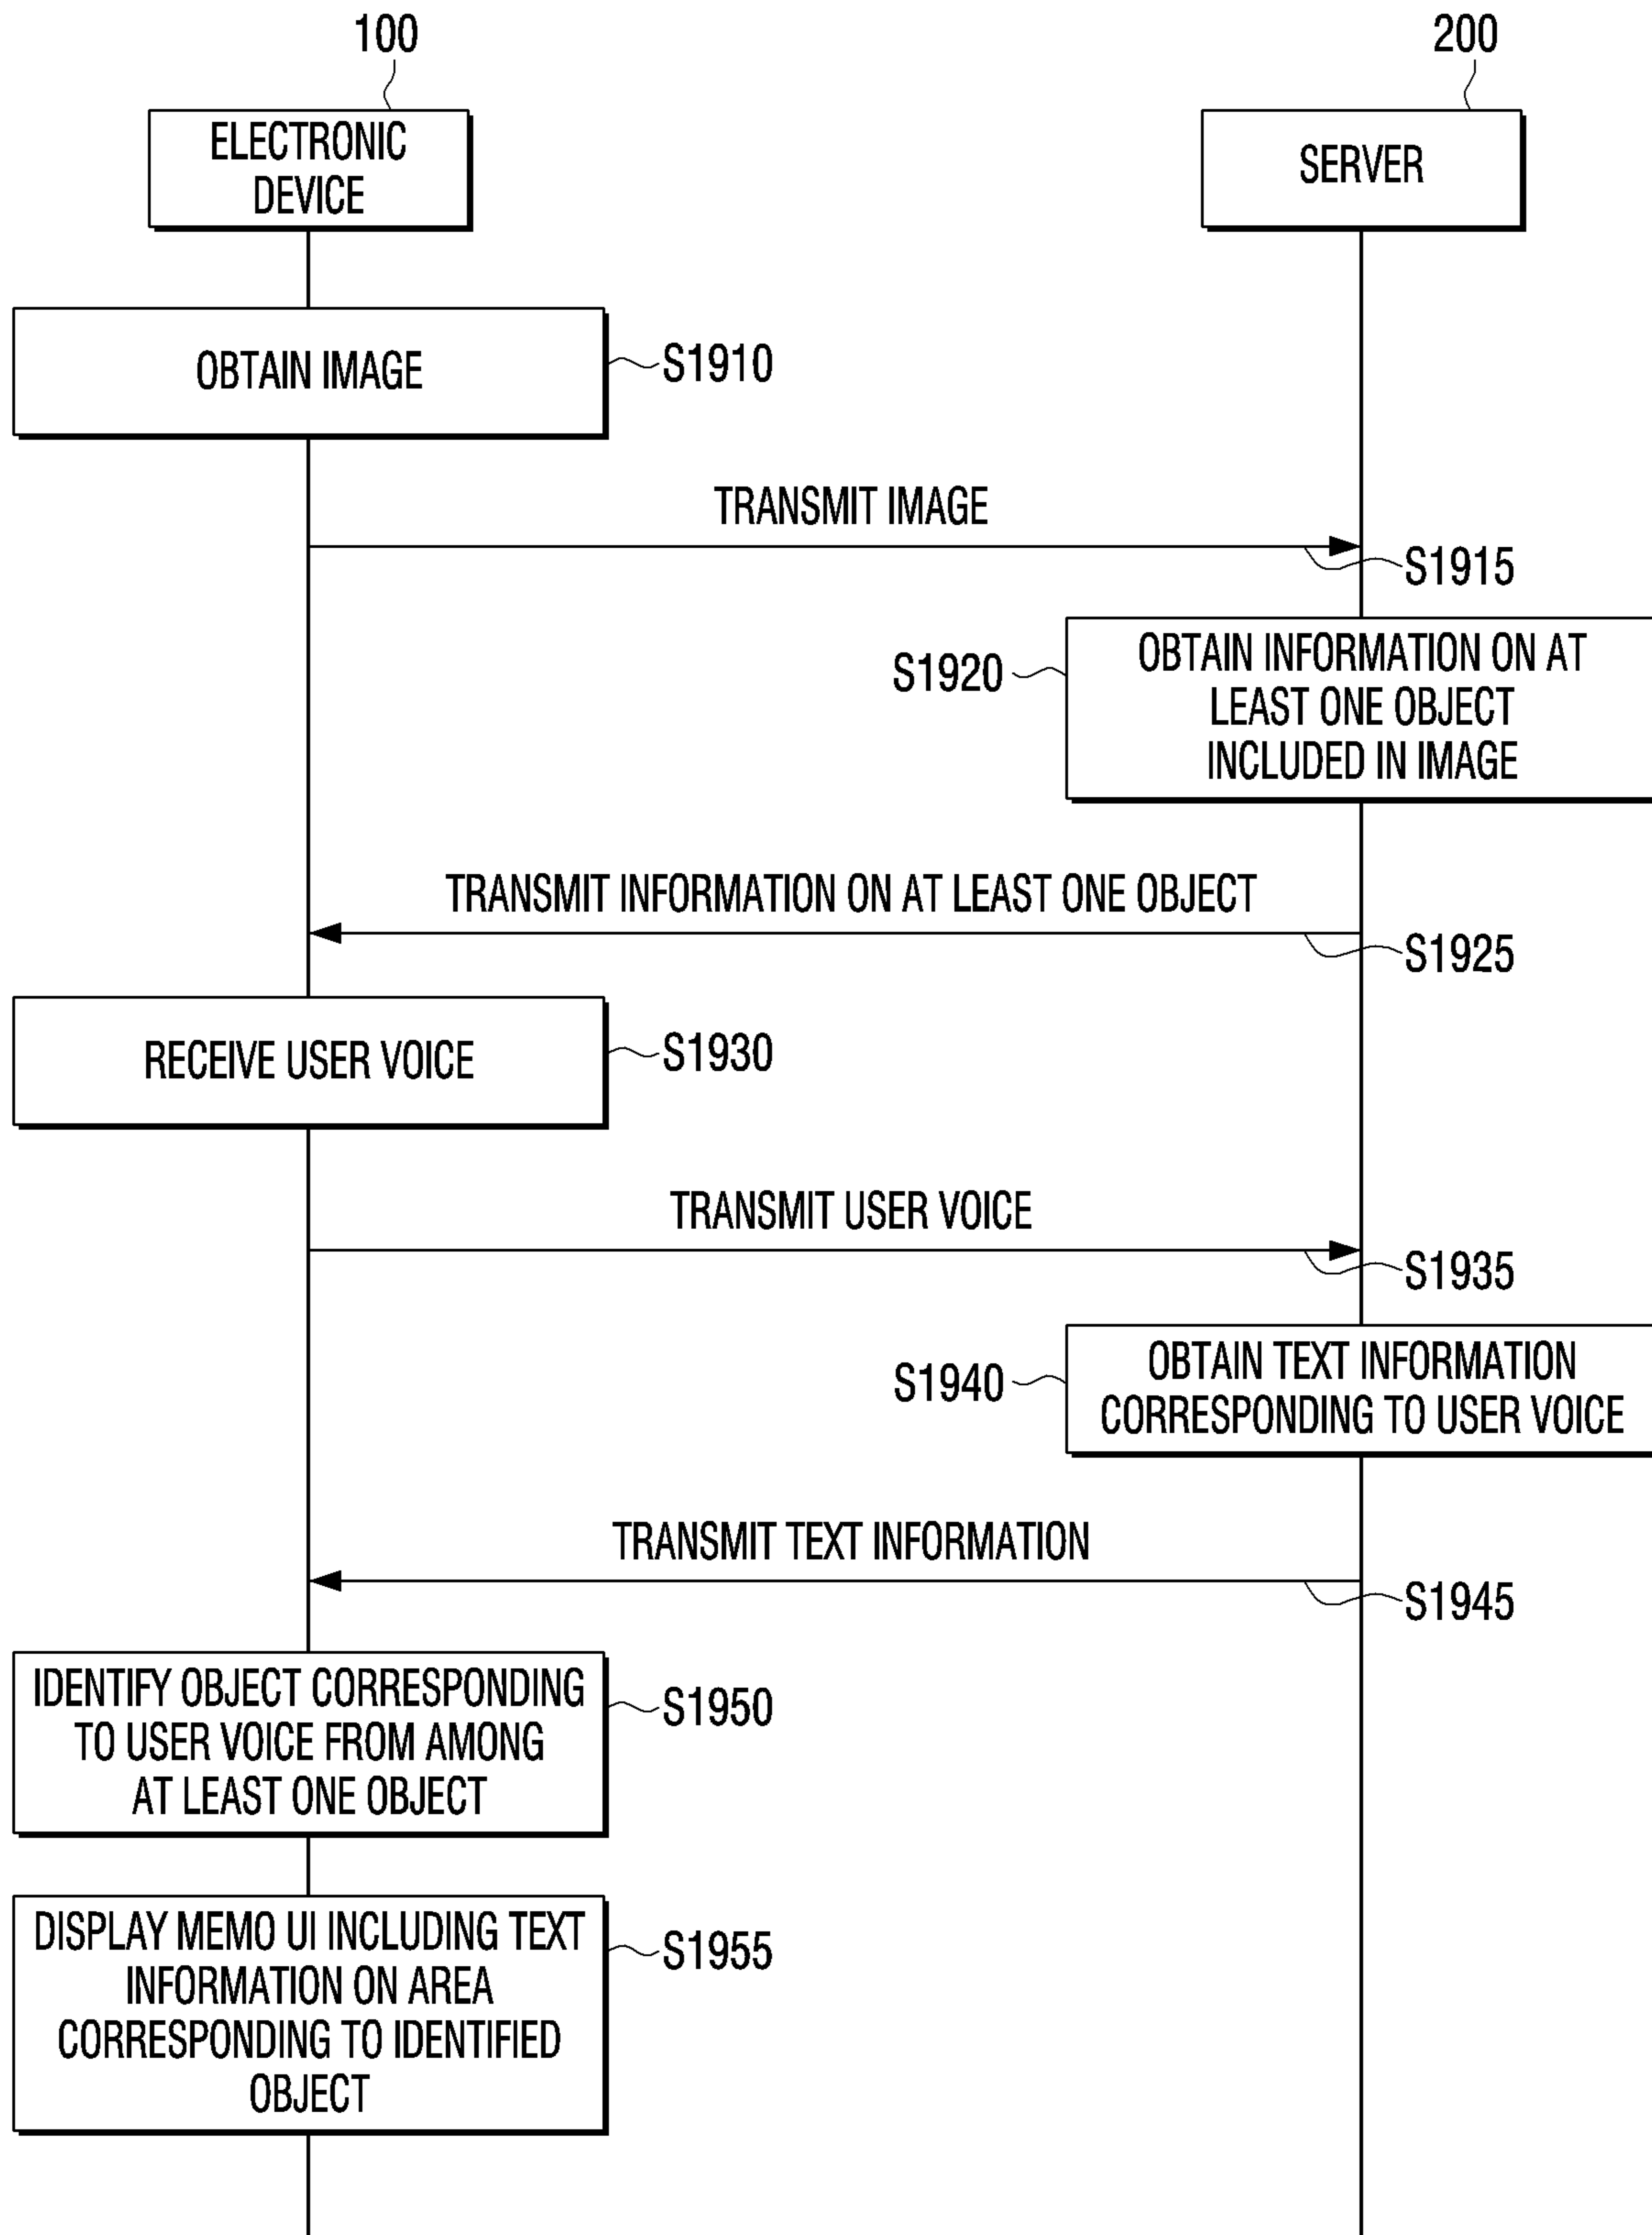 100
200
ELECTRONIC
DEVICE
SERVER
OBTAIN IMAGE
S1910
TRANSMIT IMAGE
S1915
S1920
OBTAIN INFORMATION ON AT
LEAST ONE OBJECT
INCLUDED IN IMAGE
TRANSMIT INFORMATION ON AT LEAST ONE OBJECT
S1925
RECEIVE USER VOICE
S1930
TRANSMIT USER VOICE
S1935
S1940
OBTAIN TEXT INFORMATION
CORRESPONDING TO USER VOICE
TRANSMIT TEXT INFORMATION
S1945
IDENTIFY OBJECT CORRESPONDING
TO USER VOICE FROM AMONG
AT LEAST ONE OBJECT
S1950
DISPLAY MEMO UI INCLUDING TEXT
INFORMATION ON AREA
CORRESPONDING TO IDENTIFIED
OBJECT
S1955